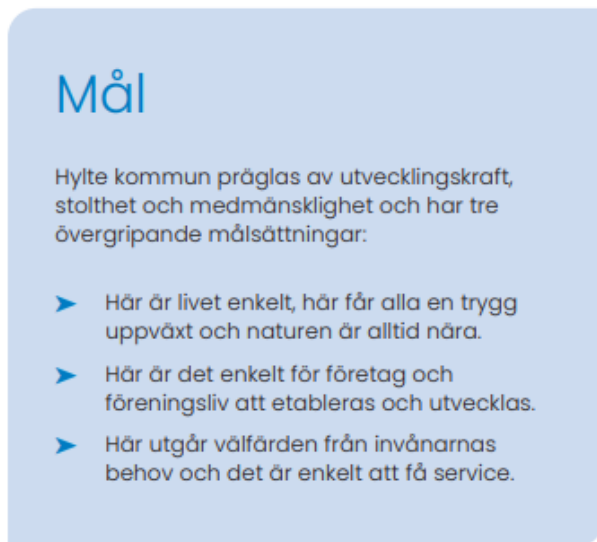 Mål
Hylte kommun präglas av utvecklingskraft,
stolthet och medmänsklighet och har tre
övergripande målsättningar:
➤ Här är livet enkelt, här får alla en trygg
uppväxt och naturen är alltid nära.
➤ Här är det enkelt för företag och
föreningsliv att etableras och utvecklas.
➤ Här utgår välfärden från invånarnas
behov och det är enkelt att få service.